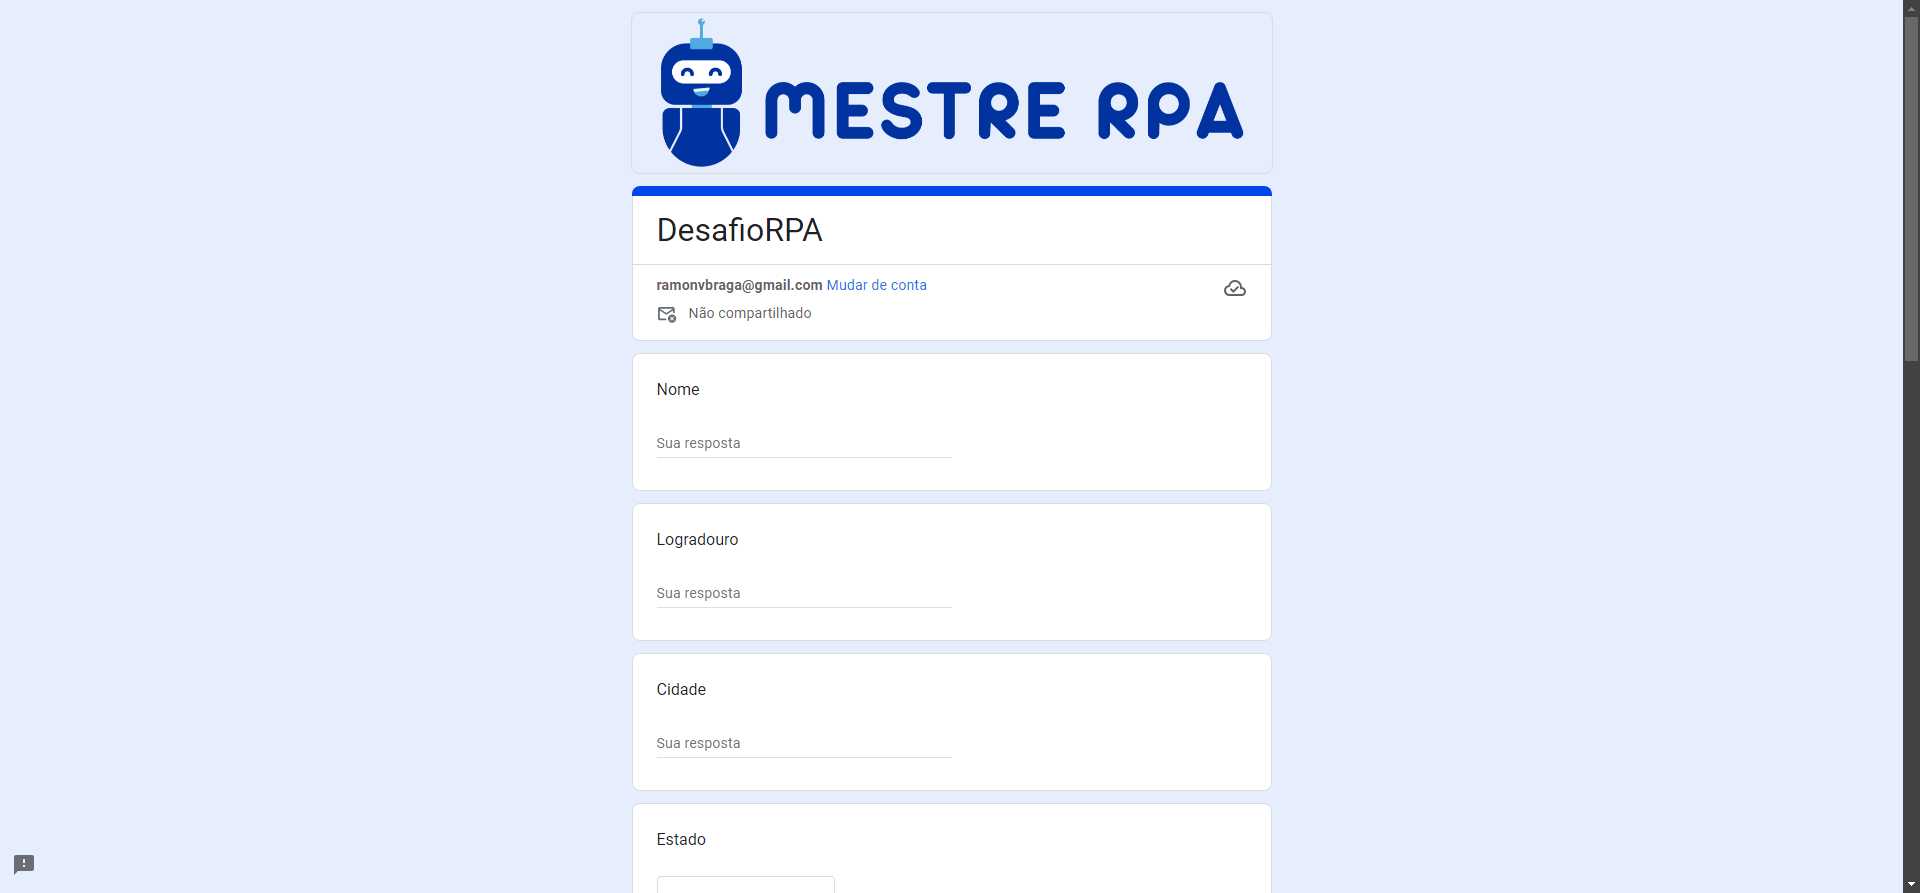 MESTRE RPA
DesafioRPA
ramonvbraga@gmail.com Mudar de conta
Não compartilhado
Nome
Sua resposta
Logradouro
Sua resposta
Cidade
Sua resposta
Estado